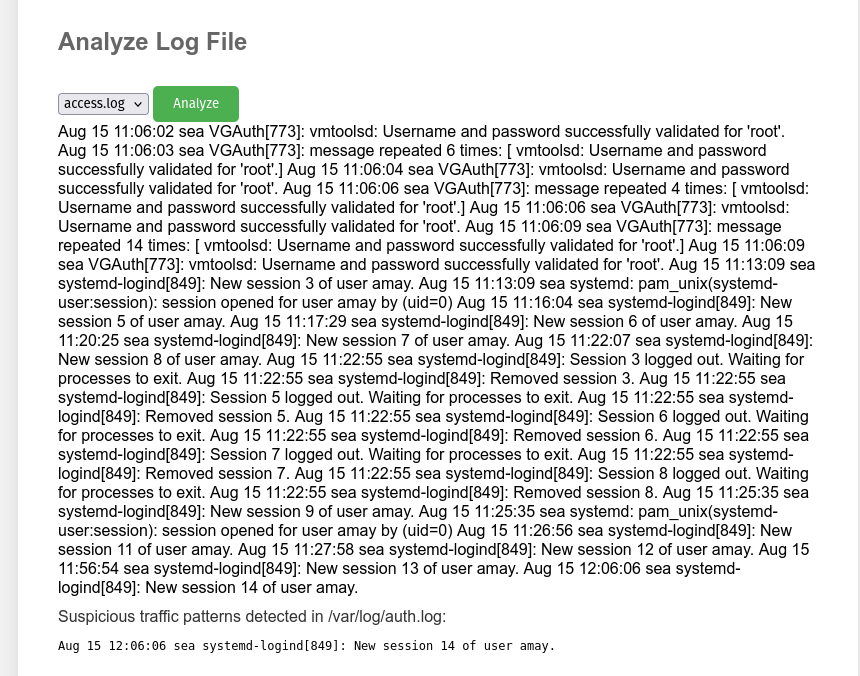 Analyze Log File
access.log
Analyze
Aug 15 11:06:02 sea VGAuth[773]: vmtoolsd: Username and password successfully validated for 'root'.
Aug 15 11:06:03 sea VGAuth[773]: message repeated 6 times: [ vmtoolsd: Username and password
successfully validated for 'root'.] Aug 15 11:06:04 sea VGAuth[773]: vmtoolsd: Username and password
successfully validated for 'root'. Aug 15 11:06:06 sea VGAuth[773]: message repeated 4 times: [ vmtoolsd:
Username and password successfully validated for 'root'.] Aug 15 11:06:06 sea VGAuth[773]: vmtoolsd:
Username and password successfully validated for 'root'. Aug 15 11:06:09 sea VGAuth[773]: message
repeated 14 times: [ vmtoolsd: Username and password successfully validated for 'root'.] Aug 15 11:06:09
sea VGAuth[773]: vmtoolsd: Username and password successfully validated for 'root'. Aug 15 11:13:09 sea
systemd-logind[849]: New session 3 of user amay. Aug 15 11:13:09 sea systemd: pam_unix(systemd-
user:session): session opened for user amay by (uid=0) Aug 15 11:16:04 sea systemd-logind[849]: New
session 5 of user amay. Aug 15 11:17:29 sea systemd-logind[849]: New session 6 of user amay. Aug 15
11:20:25 sea systemd-logind[849]: New session 7 of user amay. Aug 15 11:22:07 sea systemd-logind[849]:
New session 8 of user amay. Aug 15 11:22:55 sea systemd-logind[849]: Session 3 logged out. Waiting for
processes to exit. Aug 15 11:22:55 sea systemd-logind[849]: Removed session 3. Aug 15 11:22:55 sea
systemd-logind[849]: Session 5 logged out. Waiting for processes to exit. Aug 15 11:22:55 sea systemd-
logind[849]: Removed session 5. Aug 15 11:22:55 sea systemd-logind[849]: Session 6 logged out. Waiting
for processes to exit. Aug 15 11:22:55 sea systemd-logind[849]: Removed session 6. Aug 15 11:22:55 sea
systemd-logind[849]: Session 7 logged out. Waiting for processes to exit. Aug 15 11:22:55 sea systemd-
logind[849]: Removed session 7. Aug 15 11:22:55 sea systemd-logind[849]: Session 8 logged out. Waiting
for processes to exit. Aug 15 11:22:55 sea systemd-logind[849]: Removed session 8. Aug 15 11:25:35 sea
systemd-logind[849]: New session 9 of user amay. Aug 15 11:25:35 sea systemd: pam_unix(systemd-
user:session): session opened for user amay by (uid=0) Aug 15 11:26:56 sea systemd-logind[849]: New
session 11 of user amay. Aug 15 11:27:58 sea systemd-logind[849]: New session 12 of user amay. Aug 15
11:56:54 sea systemd-logind[849]: New session 13 of user amay. Aug 15 12:06:06 sea systemd-
logind[849]: New session 14 of user amay.
Suspicious traffic patterns detected in /var/log/auth.log:
Aug 15 12:06:06 sea systemd-logind[849]: New session 14 of user amay.